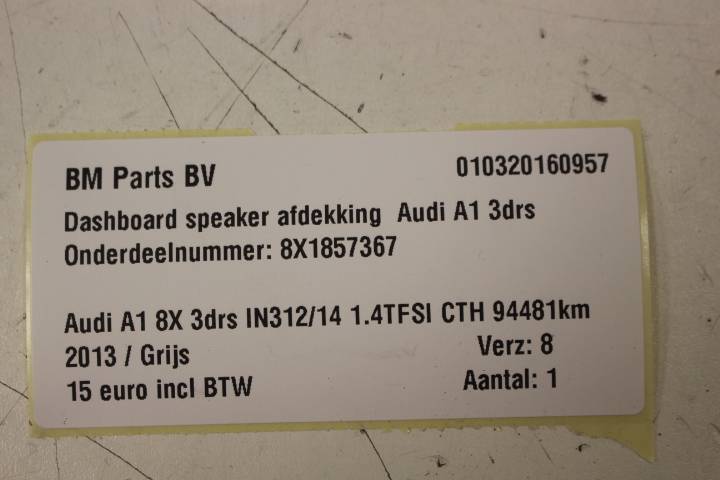 BM Parts BV 010320160957
Dashboard speaker afdekking Audi A1 3drs
Onderdeelnummer: 8X1857367
Audi A1 8X 3drs IN312/14 1.4TFSI CTH 94481km
2013 / Grijs Verz: 8
15 euro incl BTW Aantal: 1